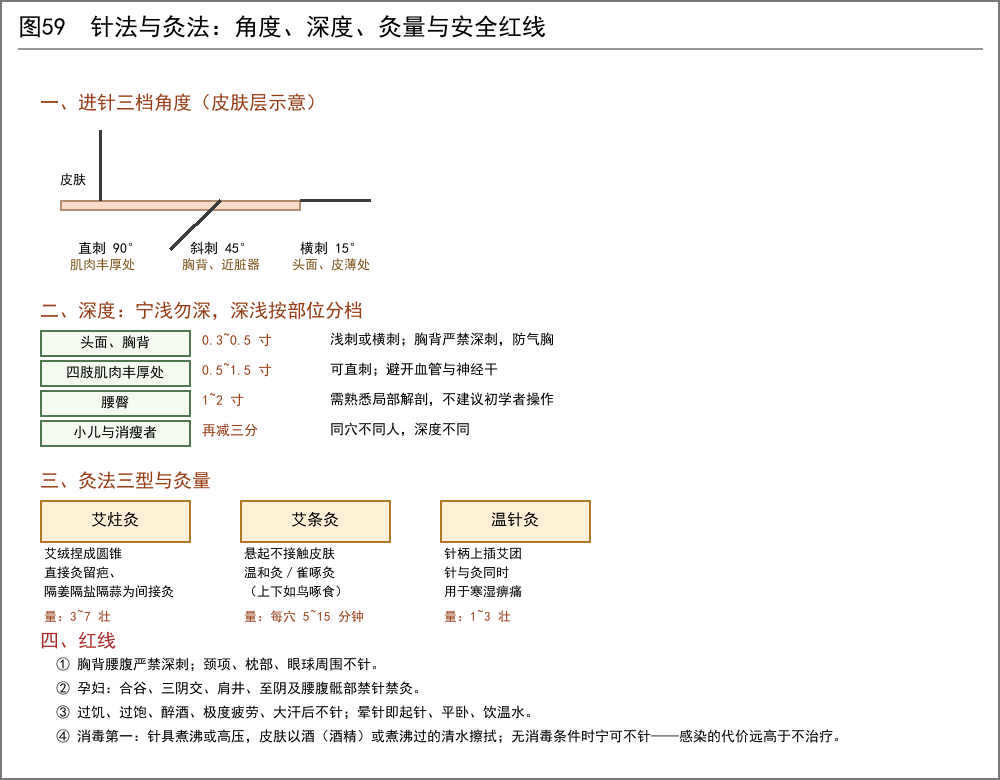 图59 针法与灸法：角度、深度、灸量与安全红线
一、进针三档角度（皮肤层示意）
皮肤
直刺 90° 斜刺 45° 横刺 15°
肌肉丰厚处 胸背、近脏器 头面、皮薄处
二、深度：宁浅勿深，深浅按部位分档
头面、胸背 0.3~0.5 寸 浅刺或横刺；胸背严禁深刺，防气胸
四肢肌肉丰厚处 0.5~1.5 寸 可直刺；避开血管与神经干
腰臀 1~2 寸 需熟悉局部解剖，不建议初学者操作
小儿与消瘦者 再减三分 同穴不同人，深度不同
三、灸法三型与灸量
艾炷灸 艾条灸 温针灸
艾绒捏成圆锥 悬起不接触皮肤 针柄上插艾团
直接灸留疤、 温和灸／雀啄灸 针与灸同时
隔姜隔盐隔蒜为间接灸 （上下如鸟啄食） 用于寒湿痹痛
量：3~7 壮 量：每穴 5~15 分钟 量：1~3 壮
四、红线
① 胸背腰腹严禁深刺；颈项、枕部、眼球周围不针。
② 孕妇：合谷、三阴交、肩井、至阴及腰腹骶部禁针禁灸。
③ 过饥、过饱、醉酒、极度疲劳、大汗后不针；晕针即起针、平卧、饮温水。
④ 消毒第一：针具煮沸或高压，皮肤以酒（酒精）或煮沸过的清水擦拭；无消毒条件时宁可不针——感染的代价远高于不治疗。